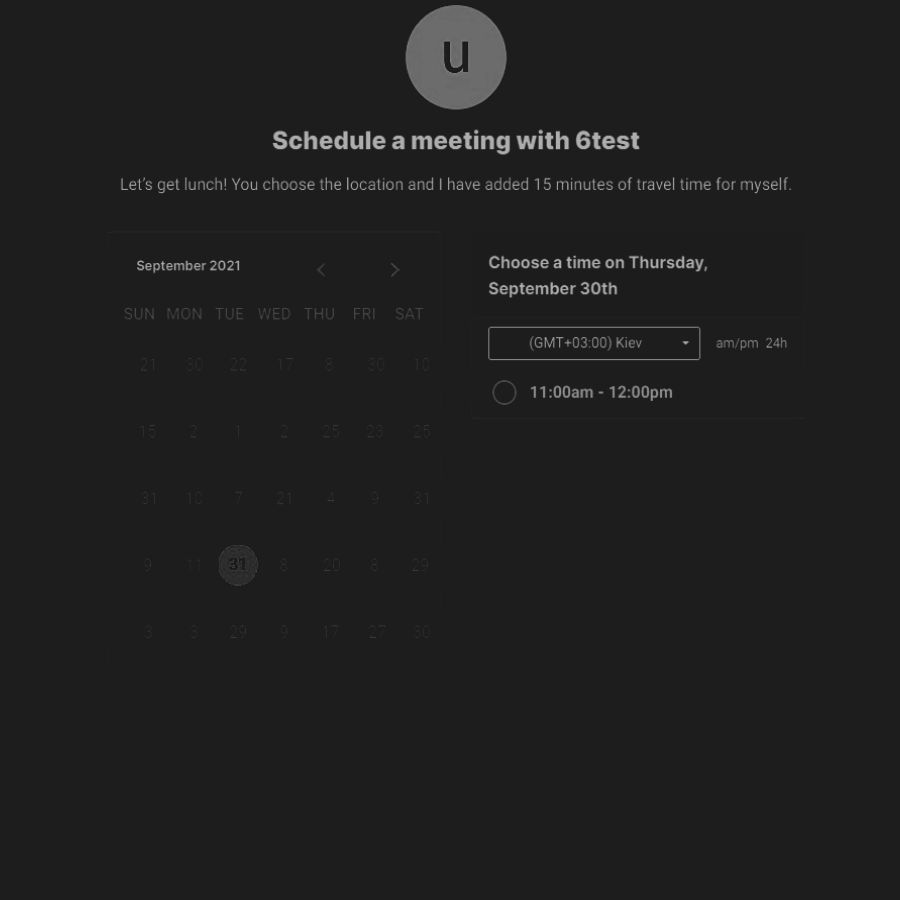 u
Schedule a meeting with 6test
Let's get lunch! You choose the location and I have added 15 minutes of travel time for myself.
September 2021
SUN MON TUE WED THU FRI SAT
21 30 22 17 8 30 10
15 2 1 2 25 23 25
31 10 7 21 4 9 31
9 11 31 8 20 8 29
3 3 29 9 17 27 30
Choose a time on Thursday,
September 30th
(GMT+03:00) Kiev
am/pm 24h
11:00am - 12:00pm